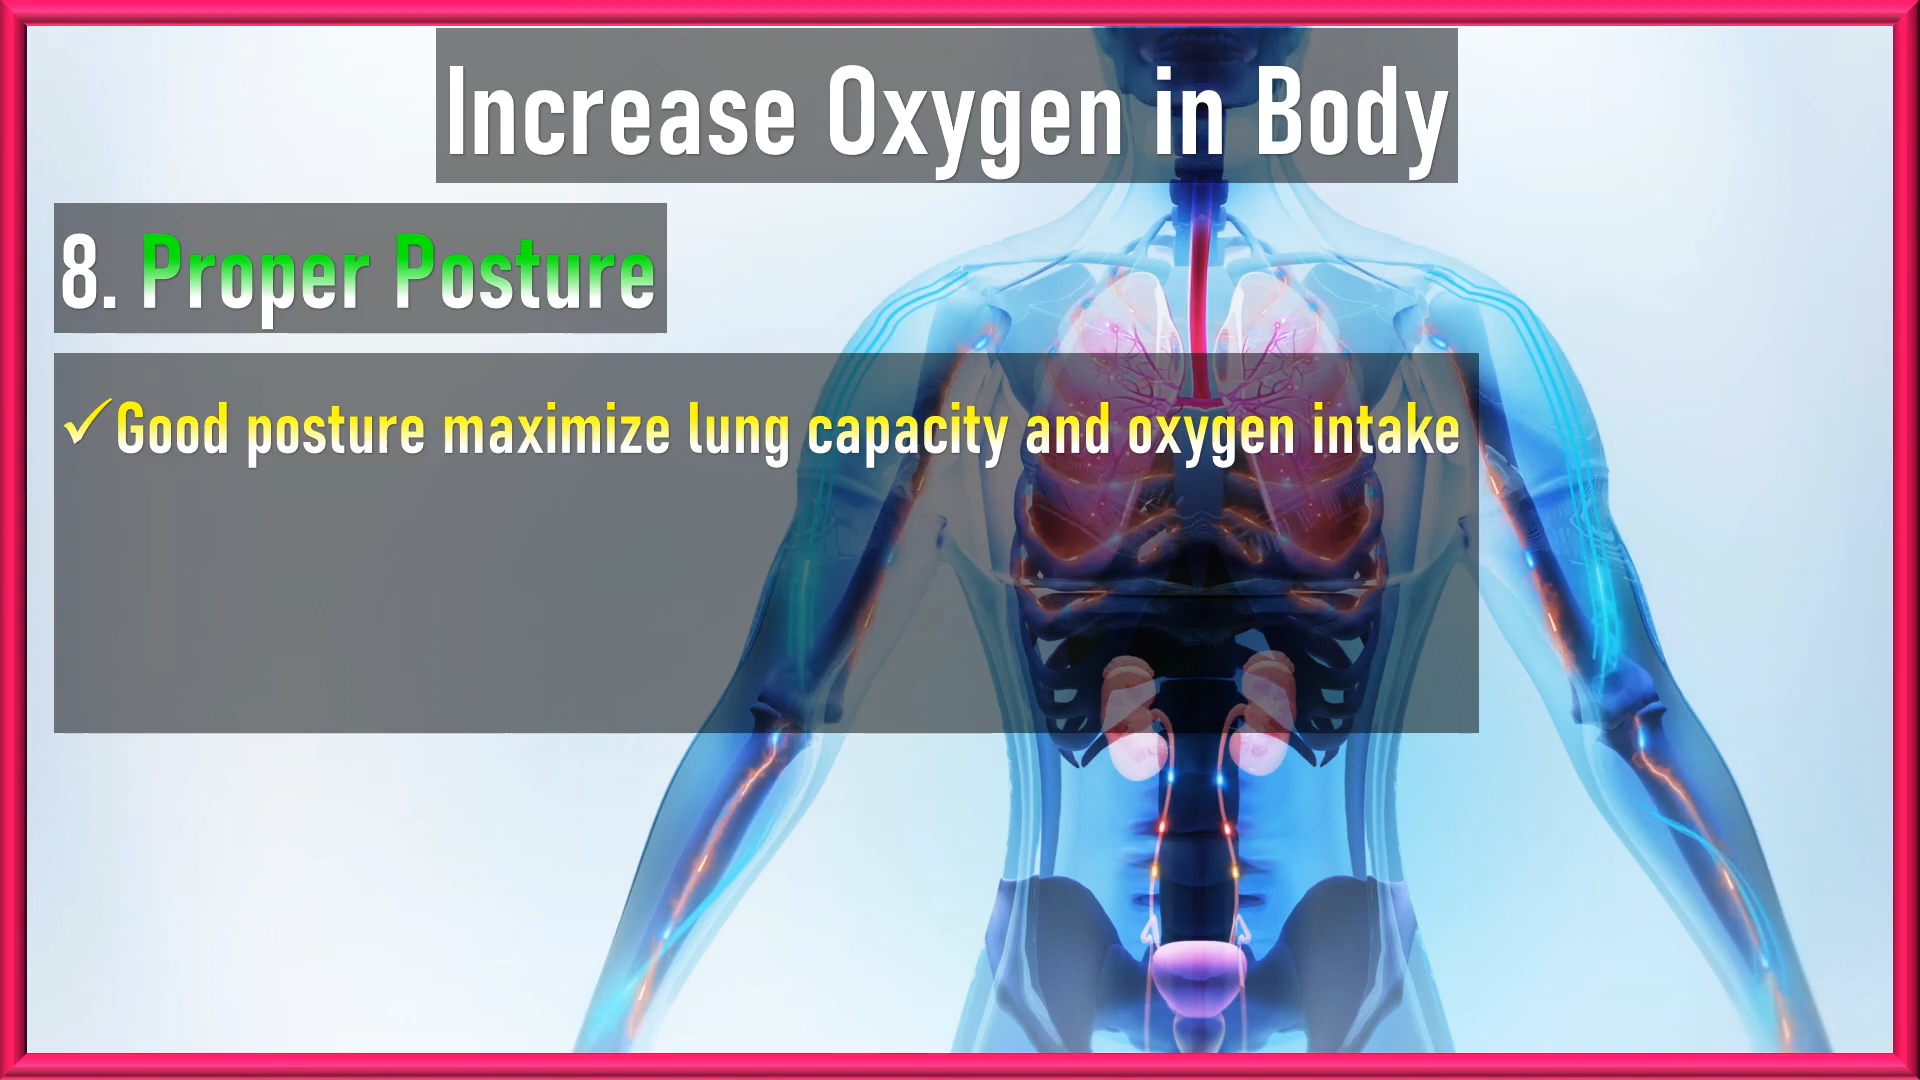 Increase Oxygen in Body
8. Proper Posture
✓Good posture maximize lung capacity and oxygen intake